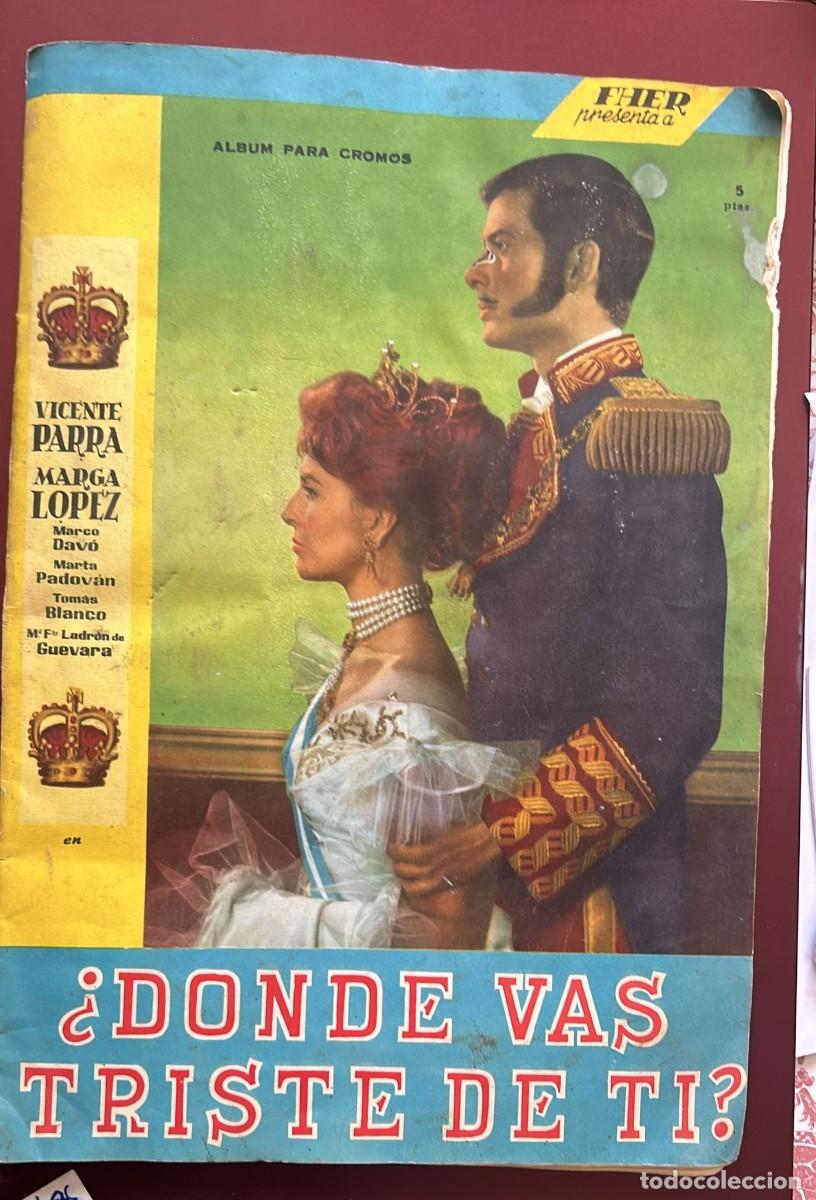 FHER
presenta a
ALBUM PARA CROMOS
5
ptas.
VICENTE
PARRA
MARGA
LOPEZ
Marco
Davó
Marta
Padován
Tomás
Blanco
Mª Fda Ladrón de
Guevara
en
¿DONDE VAS
TRISTE DE TI?
todocoleccion